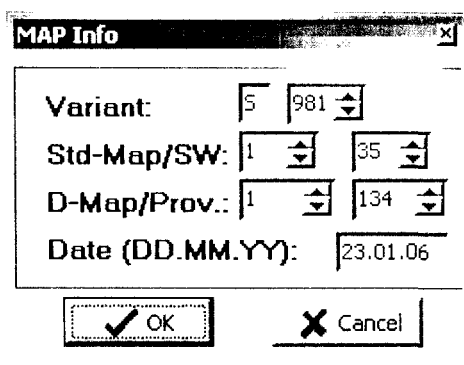 MAP Info
Variant: S 981
Std-Map/SW: 1 35
D-Map/Prov.: 1 134
Date (DD.MM.YY): 23.01.06
OK Cancel